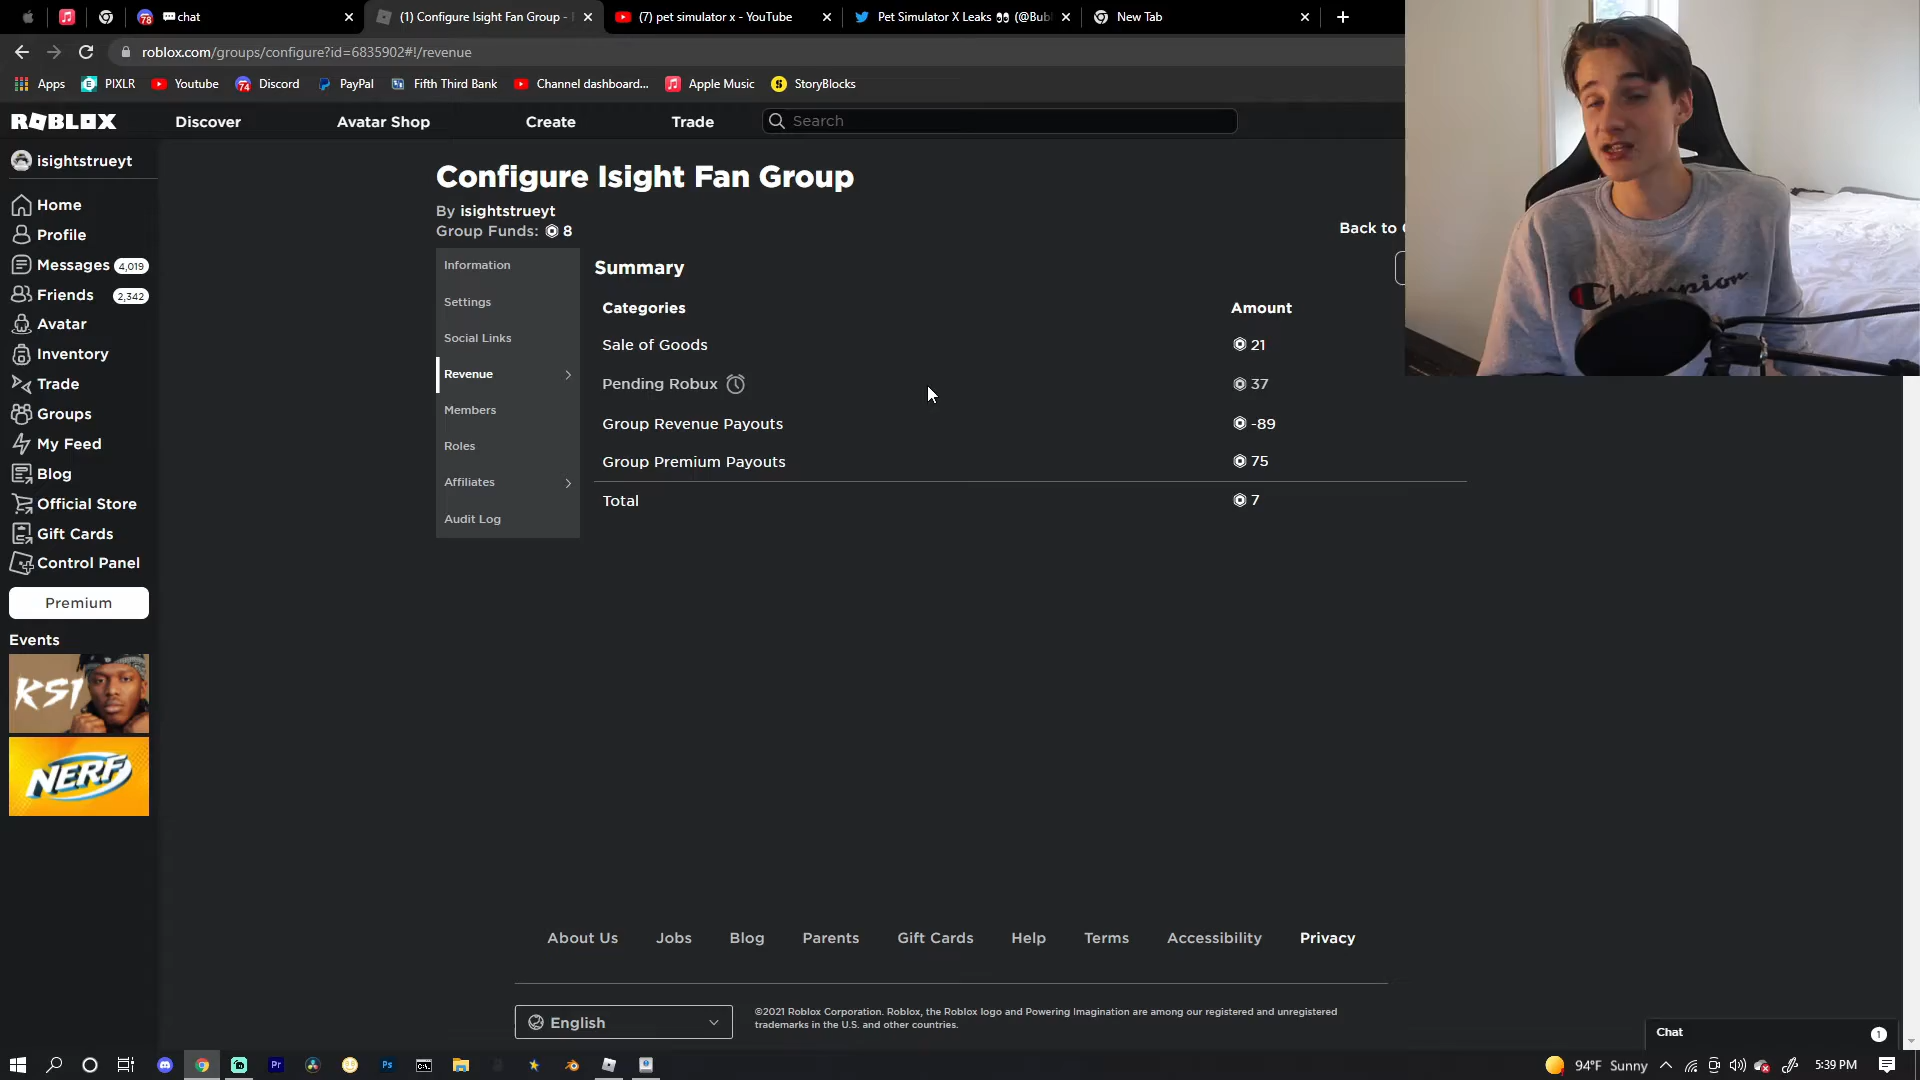 78 chat
(1) Configure Isight Fan Group -
(7) pet simulator x - YouTube
Pet Simulator X Leaks 👀 (@Bub
New Tab
roblox.com/groups/configure?id=6835902#!/revenue
Apps
PIXLR
Youtube
74 Discord
PayPal
Fifth Third Bank
Channel dashboard...
Apple Music
StoryBlocks
ROBLOX
Discover
Avatar Shop
Create
Trade
Search
isightstrueyt
Home
Profile
Messages 4,019
Friends 2,342
Avatar
Inventory
Trade
Groups
My Feed
Blog
Official Store
Gift Cards
Control Panel
Premium
Events
KSI
NERF
Configure Isight Fan Group
By isightstrueyt
Group Funds: 8
Back to
Information
Settings
Social Links
Revenue
Members
Roles
Affiliates
Audit Log
Summary
Categories Amount
Sale of Goods 21
Pending Robux 37
Group Revenue Payouts -89
Group Premium Payouts 75
Total 7
Champion
About Us
Jobs
Blog
Parents
Gift Cards
Help
Terms
Accessibility
Privacy
English
©2021 Roblox Corporation. Roblox, the Roblox logo and Powering Imagination are among our registered and unregistered
trademarks in the U.S. and other countries.
Chat 1
Pr
Ps
94°F Sunny
5:39 PM